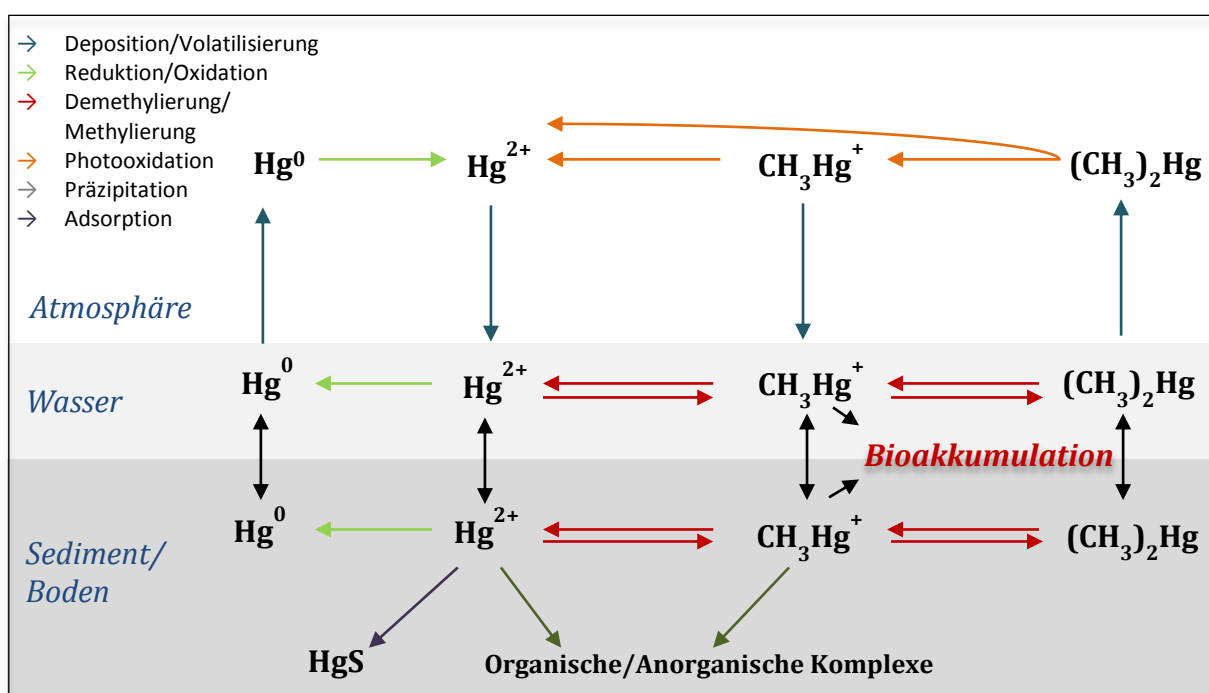 → Deposition/Volatilisierung
→ Reduktion/Oxidation
→ Demethylierung/
Methylierung
→ Photooxidation
→ Präzipitation
→ Adsorption
Hg⁰ Hg²⁺ CH₃Hg⁺ (CH₃)₂Hg
Atmosphäre
Hg⁰ Hg²⁺ CH₃Hg⁺ (CH₃)₂Hg
Wasser
Bioakkumulation
Hg⁰ Hg²⁺ CH₃Hg⁺ (CH₃)₂Hg
Sediment/
Boden
HgS Organische/Anorganische Komplexe